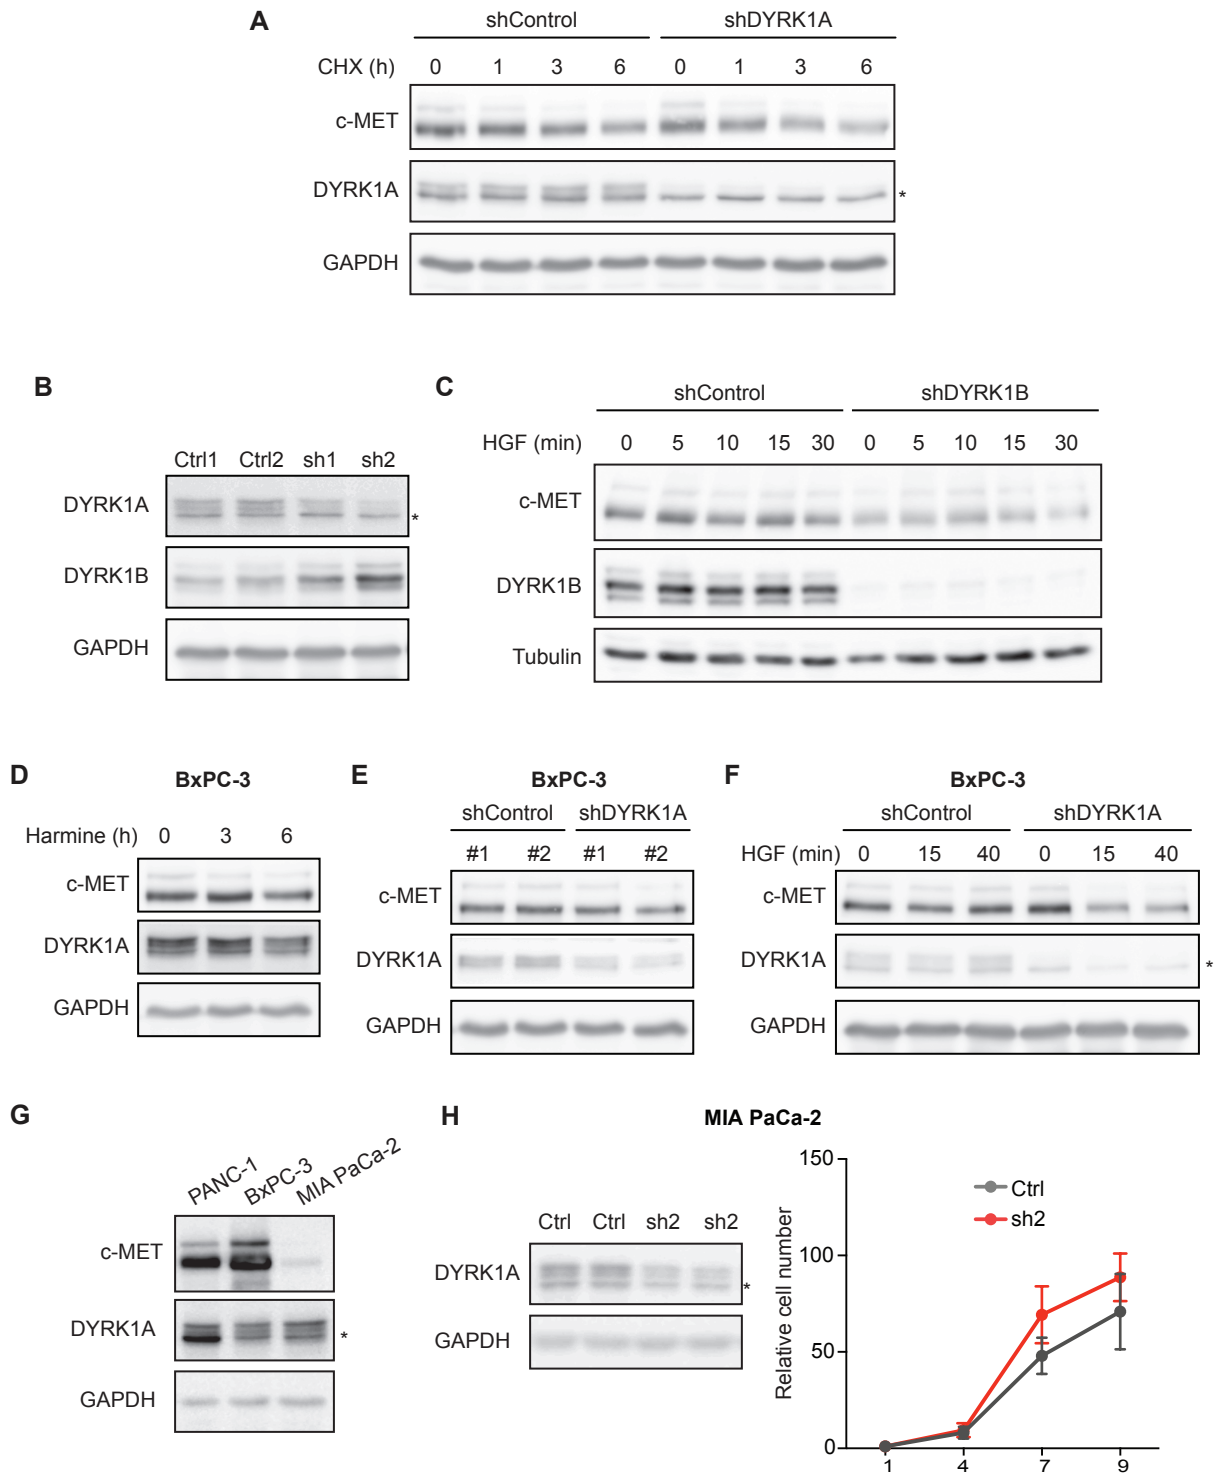 A
shControl shDYRK1A
CHX (h) 0 1 3 6 0 1 3 6
c-MET
DYRK1A *
GAPDH
B
Ctrl1 Ctrl2 sh1 sh2
DYRK1A *
DYRK1B
GAPDH
C
shControl shDYRK1B
HGF (min) 0 5 10 15 30 0 5 10 15 30
c-MET
DYRK1B
Tubulin
D
BxPC-3
Harmine (h) 0 3 6
c-MET
DYRK1A
GAPDH
E
BxPC-3
shControl shDYRK1A
#1 #2 #1 #2
c-MET
DYRK1A
GAPDH
F
BxPC-3
shControl shDYRK1A
HGF (min) 0 15 40 0 15 40
c-MET
DYRK1A *
GAPDH
G
PANC-1 BxPC-3 MIA PaCa-2
c-MET
DYRK1A *
GAPDH
H
MIA PaCa-2
Ctrl Ctrl sh2 sh2
DYRK1A *
GAPDH
Relative cell number
150
100
50
0
1 4 7 9
Ctrl
sh2